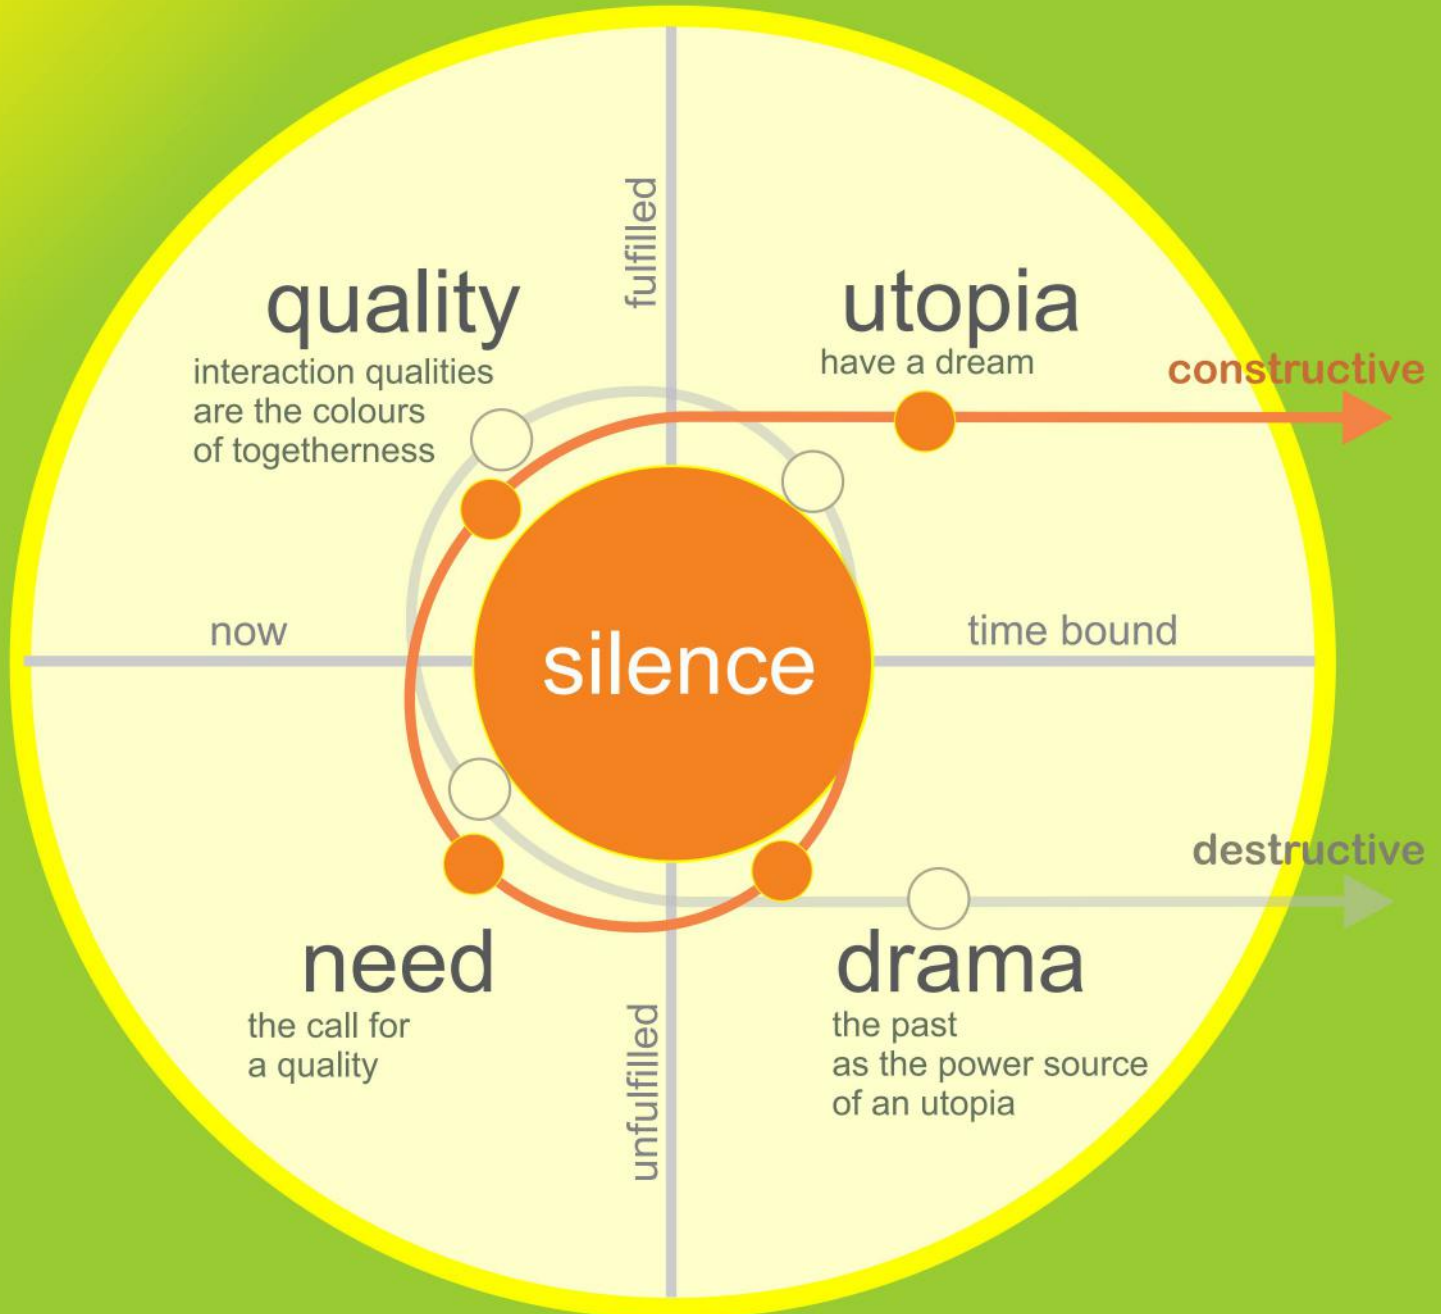 fulfilled
quality
interaction qualities
are the colours
of togetherness
utopia
have a dream
constructive
now
silence
time bound
destructive
need
the call for
a quality
unfulfilled
drama
the past
as the power source
of an utopia